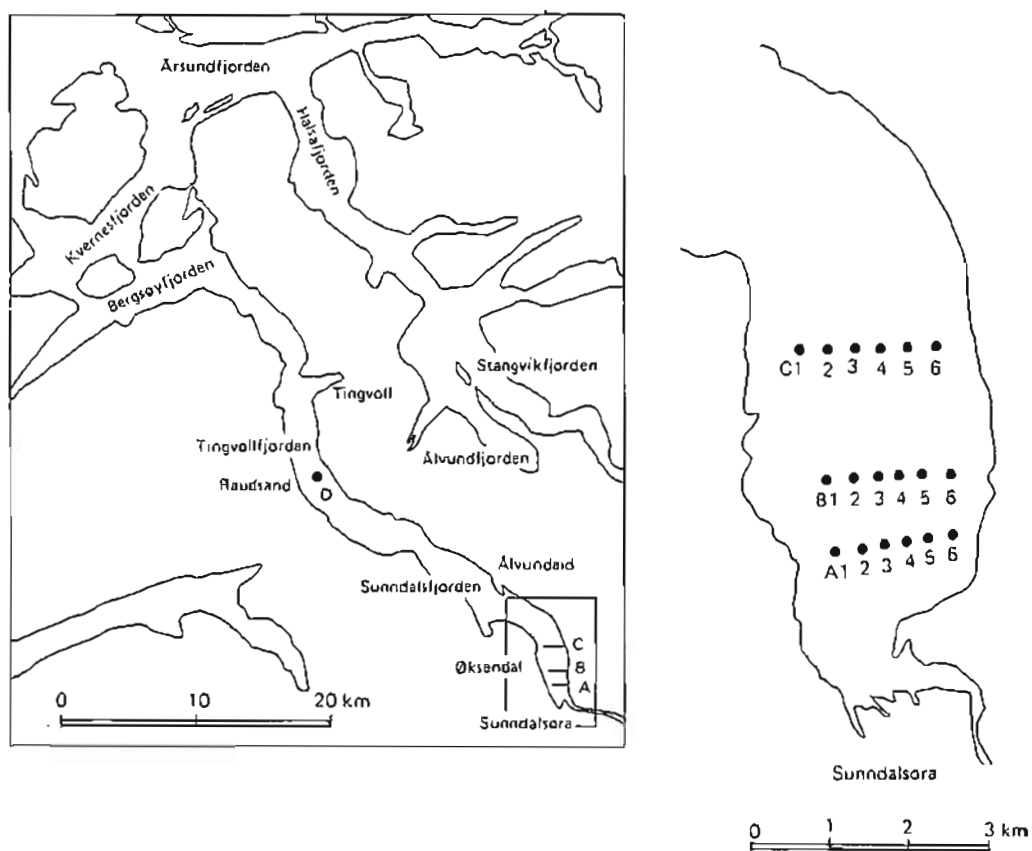 Årsundfjorden
Halsafjorden
Kvernesfjorden
Bergsøyfjorden
Stangvikfjorden
Tingvoll
Tingvollfjorden
Ålvundfjorden
Raudsand
D
Ålvundeid
Sunndalsfjorden
C
Øksendal
B
A
0 10 20 km
Sunndalsøra
C1 2 3 4 5 6
B1 2 3 4 5 6
A1 2 3 4 5 6
Sunndalsøra
0 1 2 3 km